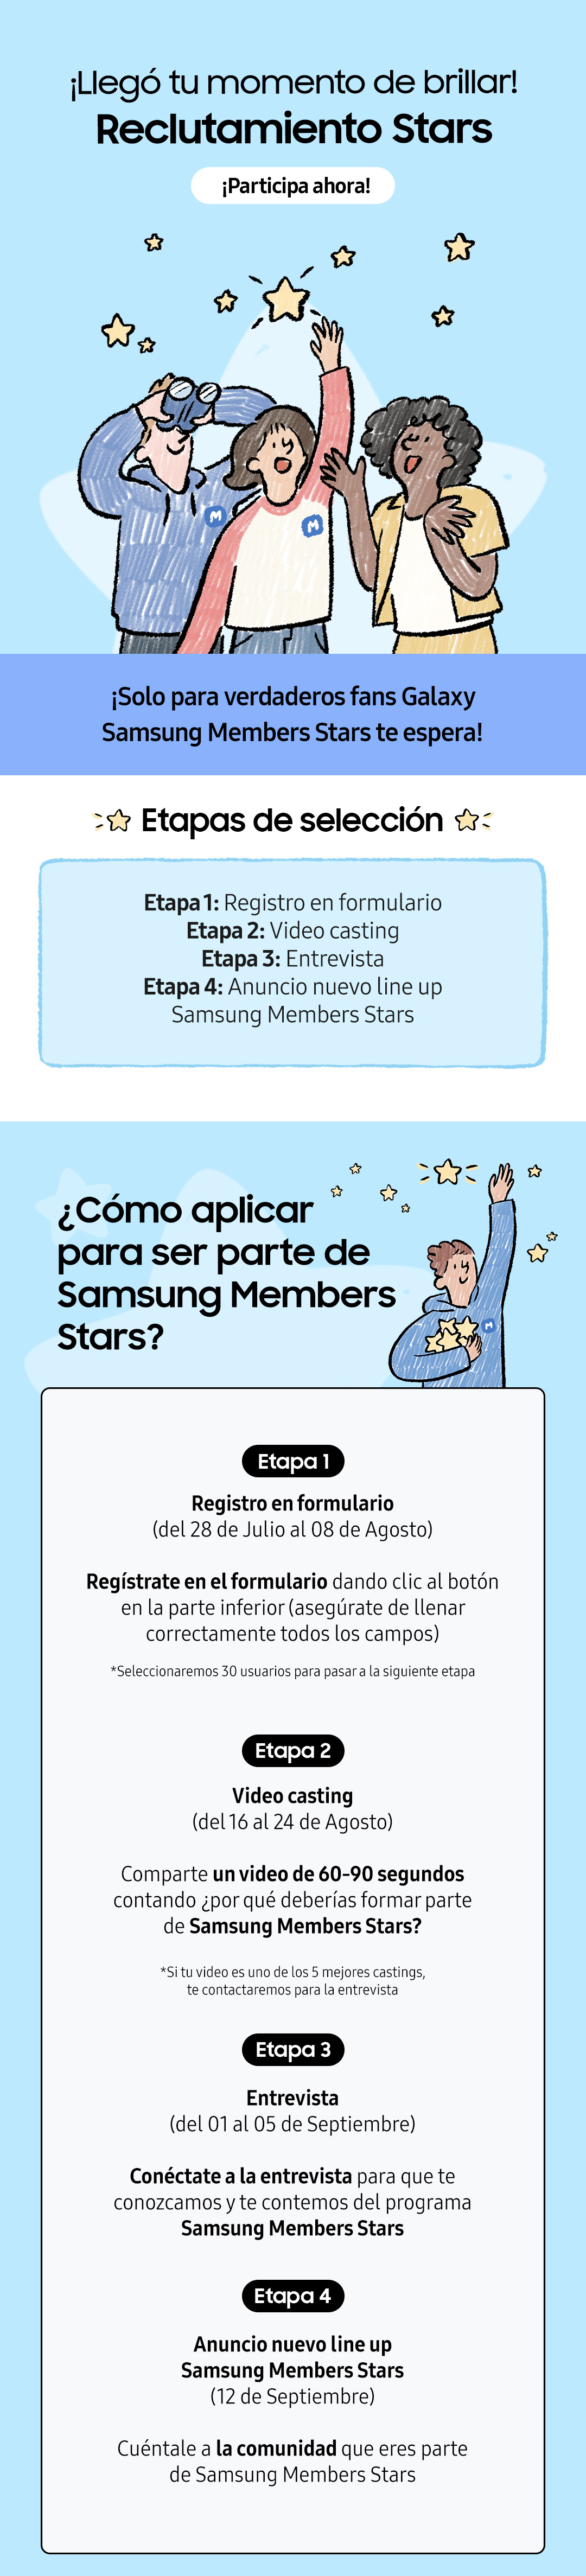 ¡Llegó tu momento de brillar!
Reclutamiento Stars
¡Participa ahora!
M
M
¡Solo para verdaderos fans Galaxy
Samsung Members Stars te espera!
Etapas de selección
Etapa 1: Registro en formulario
Etapa 2: Video casting
Etapa 3: Entrevista
Etapa 4: Anuncio nuevo line up
Samsung Members Stars
¿Cómo aplicar
para ser parte de
Samsung Members
Stars?
M
Etapa 1
Registro en formulario
(del 28 de Julio al 08 de Agosto)
Regístrate en el formulario dando clic al botón
en la parte inferior (asegúrate de llenar
correctamente todos los campos)
*Seleccionaremos 30 usuarios para pasar a la siguiente etapa
Etapa 2
Video casting
(del 16 al 24 de Agosto)
Comparte un video de 60-90 segundos
contando ¿por qué deberías formar parte
de Samsung Members Stars?
*Si tu video es uno de los 5 mejores castings,
te contactaremos para la entrevista
Etapa 3
Entrevista
(del 01 al 05 de Septiembre)
Conéctate a la entrevista para que te
conozcamos y te contemos del programa
Samsung Members Stars
Etapa 4
Anuncio nuevo line up
Samsung Members Stars
(12 de Septiembre)
Cuéntale a la comunidad que eres parte
de Samsung Members Stars